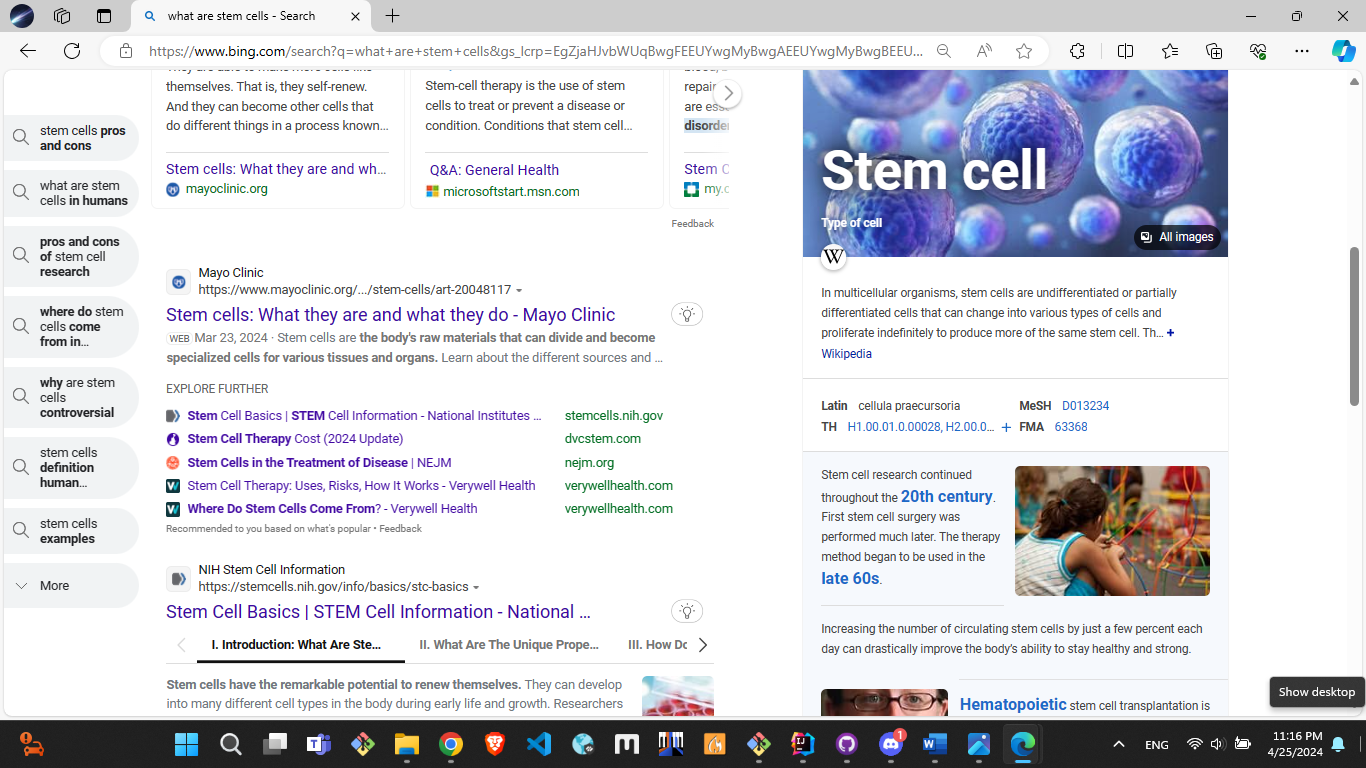 what are stem cells - Search
https://www.bing.com/search?q=what+are+stem+cells&gs_lcrp=EgZjaHJvbWUqBwgFEEUYwgMyBwgAEEUYwgMyBwgBEEU...
stem cells pros
and cons
what are stem
cells in humans
pros and cons
of stem cell
research
where do stem
cells come
from in...
why are stem
cells
controversial
stem cells
definition
human...
stem cells
examples
More
themselves. That is, they self-renew.
And they can become other cells that
do different things in a process known...
Stem cells: What they are and wh...
mayoclinic.org
Stem-cell therapy is the use of stem
cells to treat or prevent a disease or
condition. Conditions that stem cell...
Q&A: General Health
microsoftstart.msn.com
repair
are ess
disorder
Stem C
my.c
Feedback
Mayo Clinic
https://www.mayoclinic.org/.../stem-cells/art-20048117
Stem cells: What they are and what they do - Mayo Clinic
WEB Mar 23, 2024 · Stem cells are the body's raw materials that can divide and become
specialized cells for various tissues and organs. Learn about the different sources and ...
EXPLORE FURTHER
Stem Cell Basics | STEM Cell Information - National Institutes ... stemcells.nih.gov
Stem Cell Therapy Cost (2024 Update) dvcstem.com
Stem Cells in the Treatment of Disease | NEJM nejm.org
Stem Cell Therapy: Uses, Risks, How It Works - Verywell Health verywellhealth.com
Where Do Stem Cells Come From? - Verywell Health verywellhealth.com
Recommended to you based on what's popular • Feedback
NIH Stem Cell Information
https://stemcells.nih.gov/info/basics/stc-basics
Stem Cell Basics | STEM Cell Information - National ...
I. Introduction: What Are Ste... II. What Are The Unique Prope... III. How Do
Stem cells have the remarkable potential to renew themselves. They can develop
into many different cell types in the body during early life and growth. Researchers
Stem cell
Type of cell
All images
W
In multicellular organisms, stem cells are undifferentiated or partially
differentiated cells that can change into various types of cells and
proliferate indefinitely to produce more of the same stem cell. Th... +
Wikipedia
Latin cellula praecursoria MeSH D013234
TH H1.00.01.0.00028, H2.00.0... + FMA 63368
Stem cell research continued
throughout the 20th century.
First stem cell surgery was
performed much later. The therapy
method began to be used in the
late 60s.
Increasing the number of circulating stem cells by just a few percent each
day can drastically improve the body's ability to stay healthy and strong.
Hematopoietic stem cell transplantation is
Show desktop
1
ENG
11:16 PM
4/25/2024